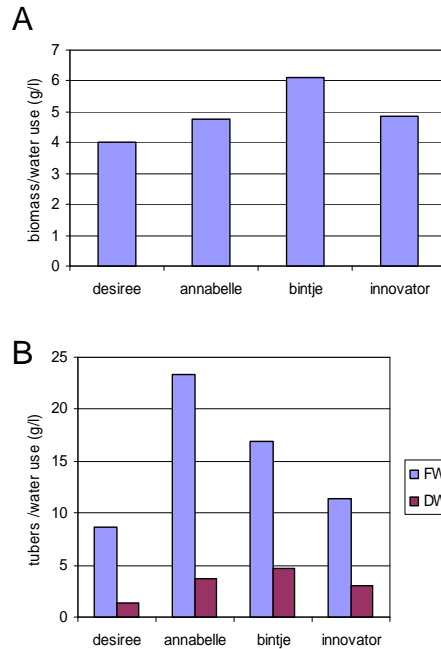 A
biomass/water use (g/l)
7
6
5
4
3
2
1
0
desiree annabelle bintje innovator
B
tubers /water use (g/l)
25
20
15
10
5
0
FW
DW
desiree annabelle bintje innovator